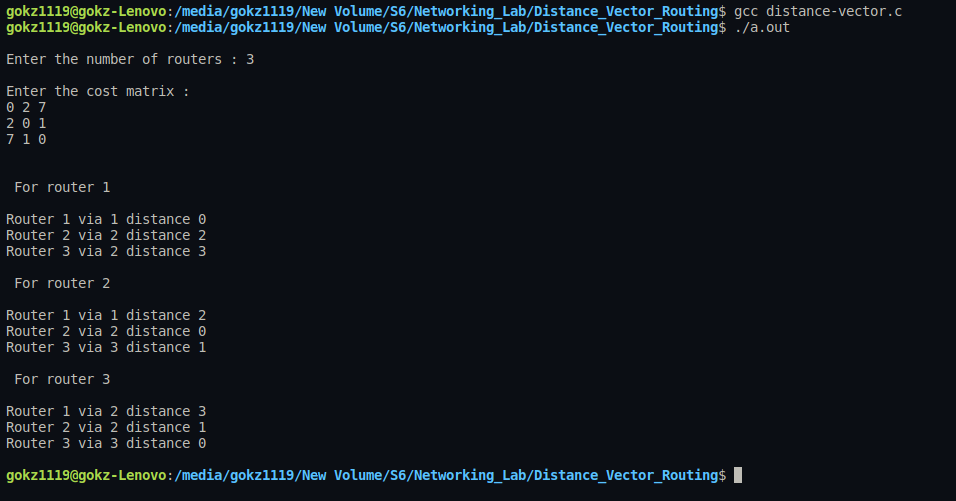 gokz1119@gokz-Lenovo:/media/gokz1119/New Volume/S6/Networking_Lab/Distance_Vector_Routing$ gcc distance-vector.c
gokz1119@gokz-Lenovo:/media/gokz1119/New Volume/S6/Networking_Lab/Distance_Vector_Routing$ ./a.out
Enter the number of routers : 3
Enter the cost matrix :
0 2 7
2 0 1
7 1 0
For router 1
Router 1 via 1 distance 0
Router 2 via 2 distance 2
Router 3 via 2 distance 3
For router 2
Router 1 via 1 distance 2
Router 2 via 2 distance 0
Router 3 via 3 distance 1
For router 3
Router 1 via 2 distance 3
Router 2 via 2 distance 1
Router 3 via 3 distance 0
gokz1119@gokz-Lenovo:/media/gokz1119/New Volume/S6/Networking_Lab/Distance_Vector_Routing$